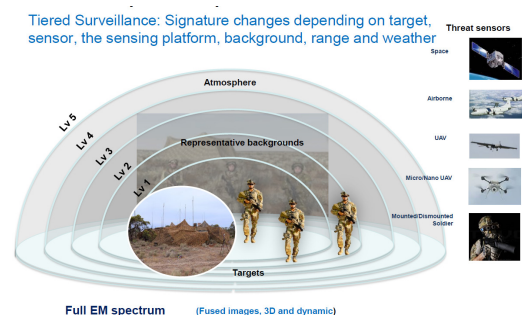 Tiered Surveillance: Signature changes depending on target,
sensor, the sensing platform, background, range and weather
Threat sensors
Space
Atmosphere
Airborne
Lv 5
Lv 4
Lv 3
Lv 2
Lv 1
Representative backgrounds
UAV
Micro/Nano UAV
Mounted/Dismounted
Soldier
Targets
Full EM spectrum
(Fused images, 3D and dynamic)